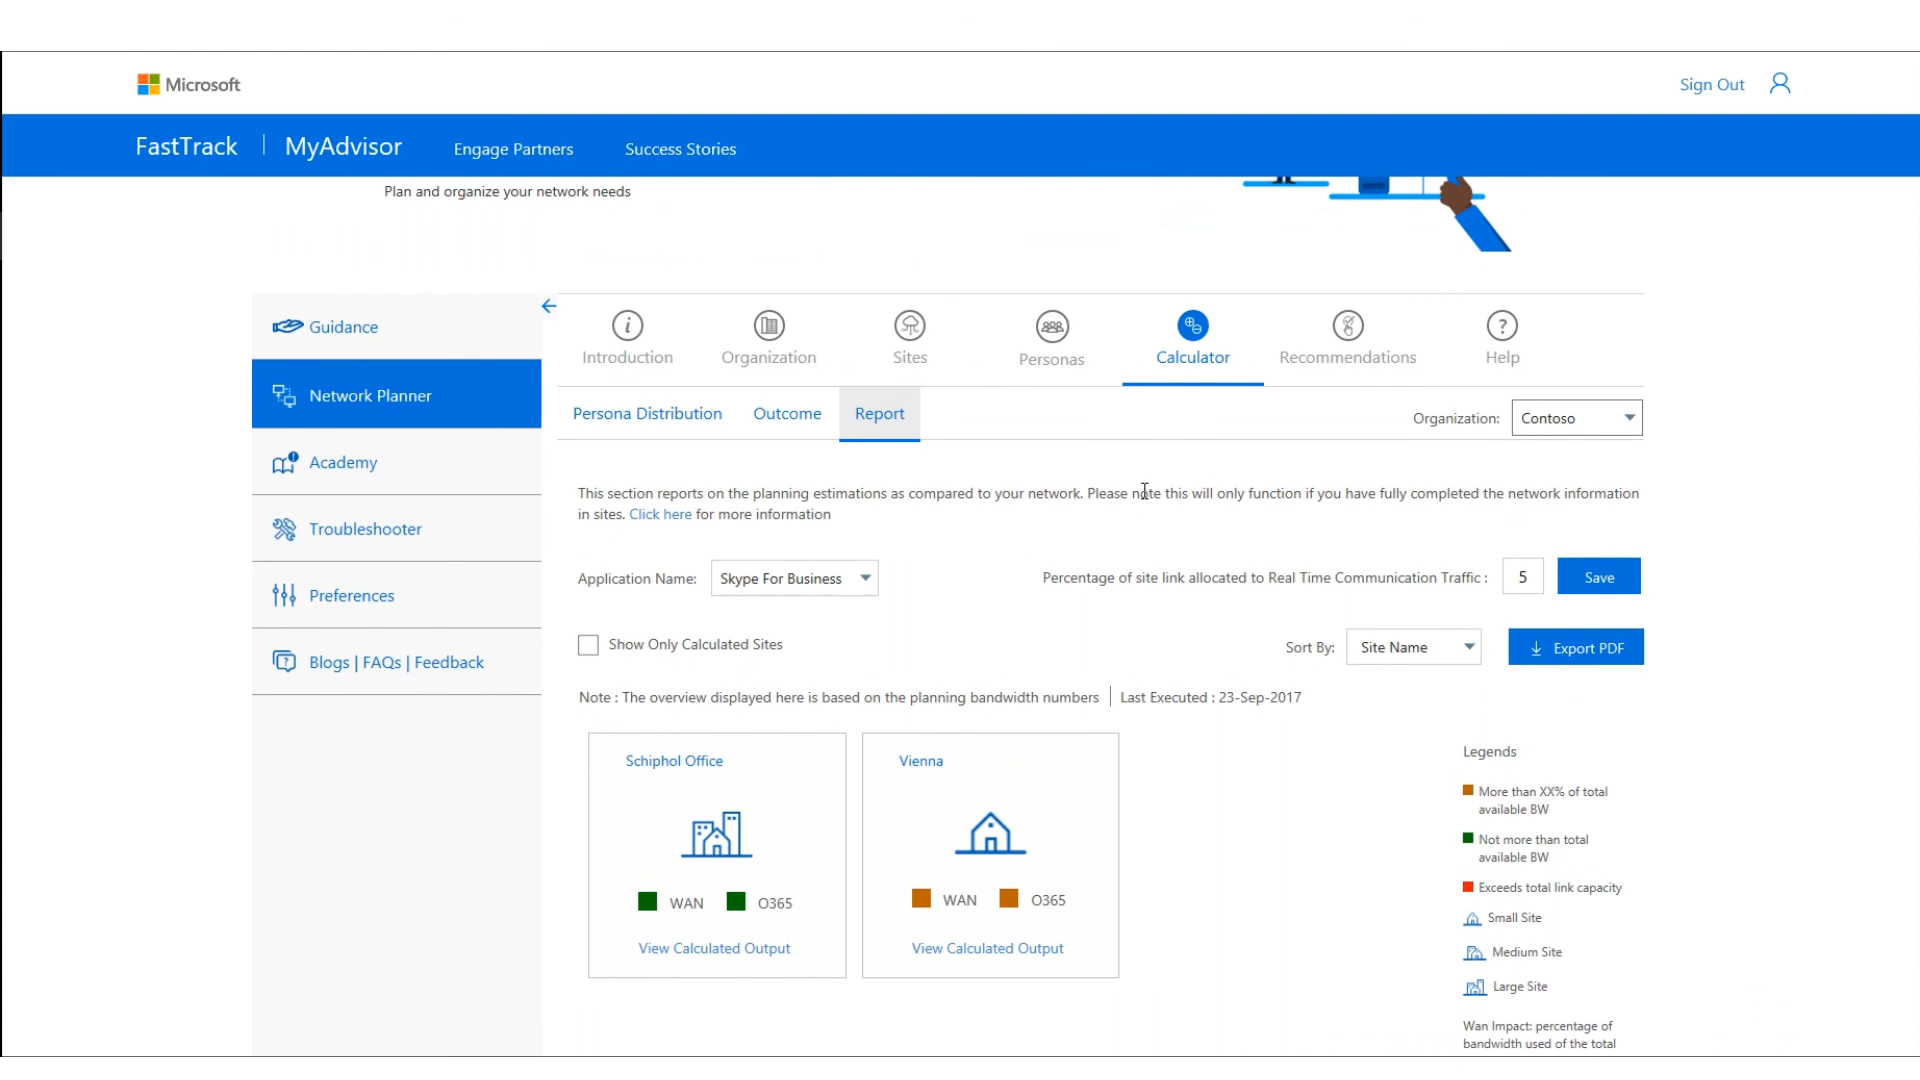 Microsoft
Sign Out
FastTrack | MyAdvisor Engage Partners Success Stories
Plan and organize your network needs
Guidance
Network Planner
Academy
Troubleshooter
Preferences
Blogs | FAQs | Feedback
Introduction Organization Sites Personas Calculator Recommendations Help
Persona Distribution Outcome Report
Organization: Contoso
This section reports on the planning estimations as compared to your network. Please note this will only function if you have fully completed the network information
in sites. Click here for more information
Application Name: Skype For Business
Percentage of site link allocated to Real Time Communication Traffic : 5 Save
Show Only Calculated Sites
Sort By: Site Name Export PDF
Note : The overview displayed here is based on the planning bandwidth numbers | Last Executed : 23-Sep-2017
Schiphol Office
WAN O365
View Calculated Output
Vienna
WAN O365
View Calculated Output
Legends
More than XX% of total
available BW
Not more than total
available BW
Exceeds total link capacity
Small Site
Medium Site
Large Site
Wan Impact: percentage of
bandwidth used of the total